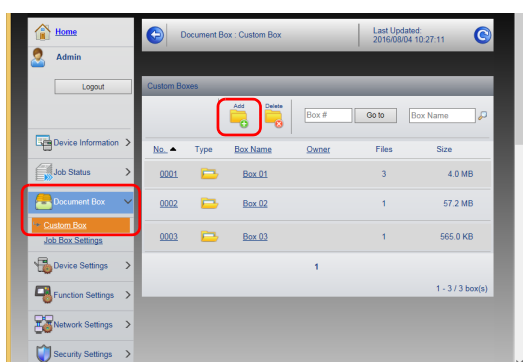 Home
Admin
Logout
Device Information
Job Status
Document Box
Custom Box
Job Box Settings
Device Settings
Function Settings
Network Settings
Security Settings
Document Box : Custom Box
Last Updated:
2016/08/04 10:27:11
Custom Boxes
Add Delete
Box # Go to Box Name
No. Type Box Name Owner Files Size
0001 Box 01 3 4.0 MB
0002 Box 02 1 57.2 MB
0003 Box 03 1 565.0 KB
1
1 - 3 / 3 box(s)